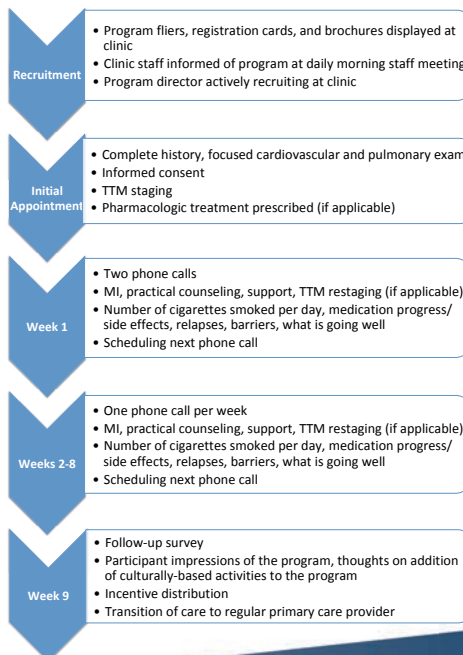 Recruitment
• Program fliers, registration cards, and brochures displayed at
clinic
• Clinic staff informed of program at daily morning staff meeting
• Program director actively recruiting at clinic
Initial
Appointment
• Complete history, focused cardiovascular and pulmonary exam
• Informed consent
• TTM staging
• Pharmacologic treatment prescribed (if applicable)
Week 1
• Two phone calls
• MI, practical counseling, support, TTM restaging (if applicable)
• Number of cigarettes smoked per day, medication progress/
side effects, relapses, barriers, what is going well
• Scheduling next phone call
Weeks 2-8
• One phone call per week
• MI, practical counseling, support, TTM restaging (if applicable)
• Number of cigarettes smoked per day, medication progress/
side effects, relapses, barriers, what is going well
• Scheduling next phone call
Week 9
• Follow-up survey
• Participant impressions of the program, thoughts on addition
of culturally-based activities to the program
• Incentive distribution
• Transition of care to regular primary care provider